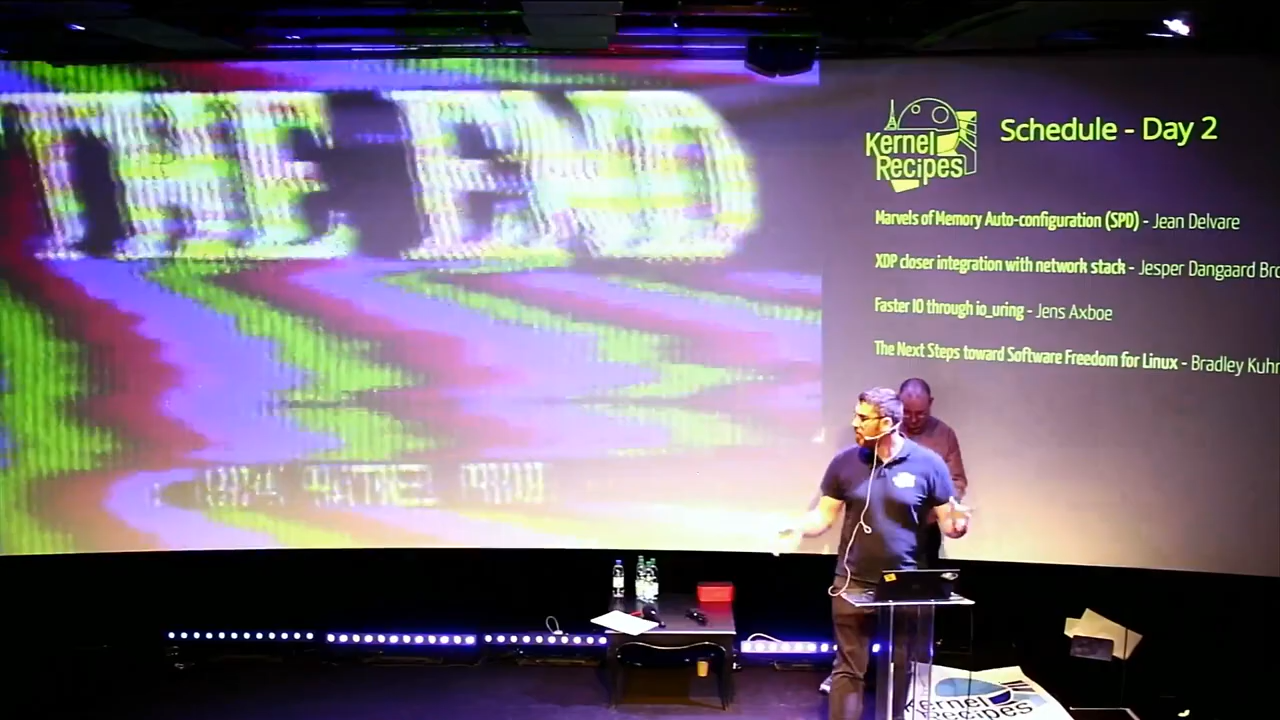 THE END
Kernel
Recipes
Schedule - Day 2
Marvels of Memory Auto-configuration (SPD) - Jean Delvare
XDP closer integration with network stack - Jesper Dangaard Bro
Faster IO through io_uring - Jens Axboe
The Next Steps toward Software Freedom for Linux - Bradley Kuhn
Kernel
Recipes